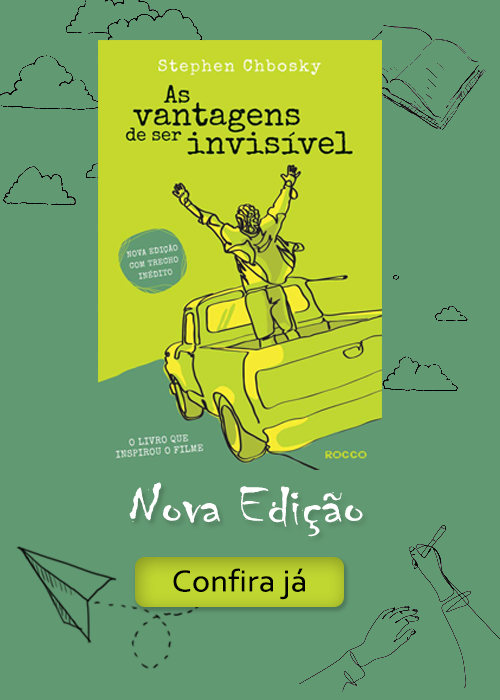 Stephen Chbosky
As
vantagens
de ser invisível
NOVA EDIÇÃO
COM TRECHO
INÉDITO
O LIVRO QUE
INSPIROU O FILME
ROCCO
Nova Edição
Confira já